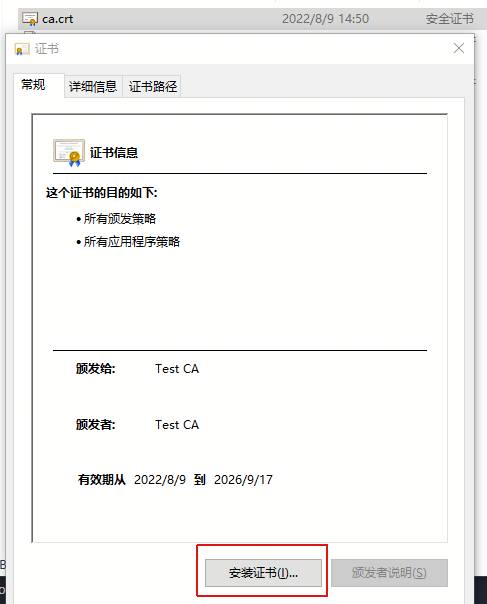 ca.crt 2022/8/9 14:50 安全证书
证书
常规 详细信息 证书路径
证书信息
这个证书的目的如下:
• 所有颁发策略
• 所有应用程序策略
颁发给: Test CA
颁发者: Test CA
有效期从 2022/8/9 到 2026/9/17
安装证书(I)... 颁发者说明(S)